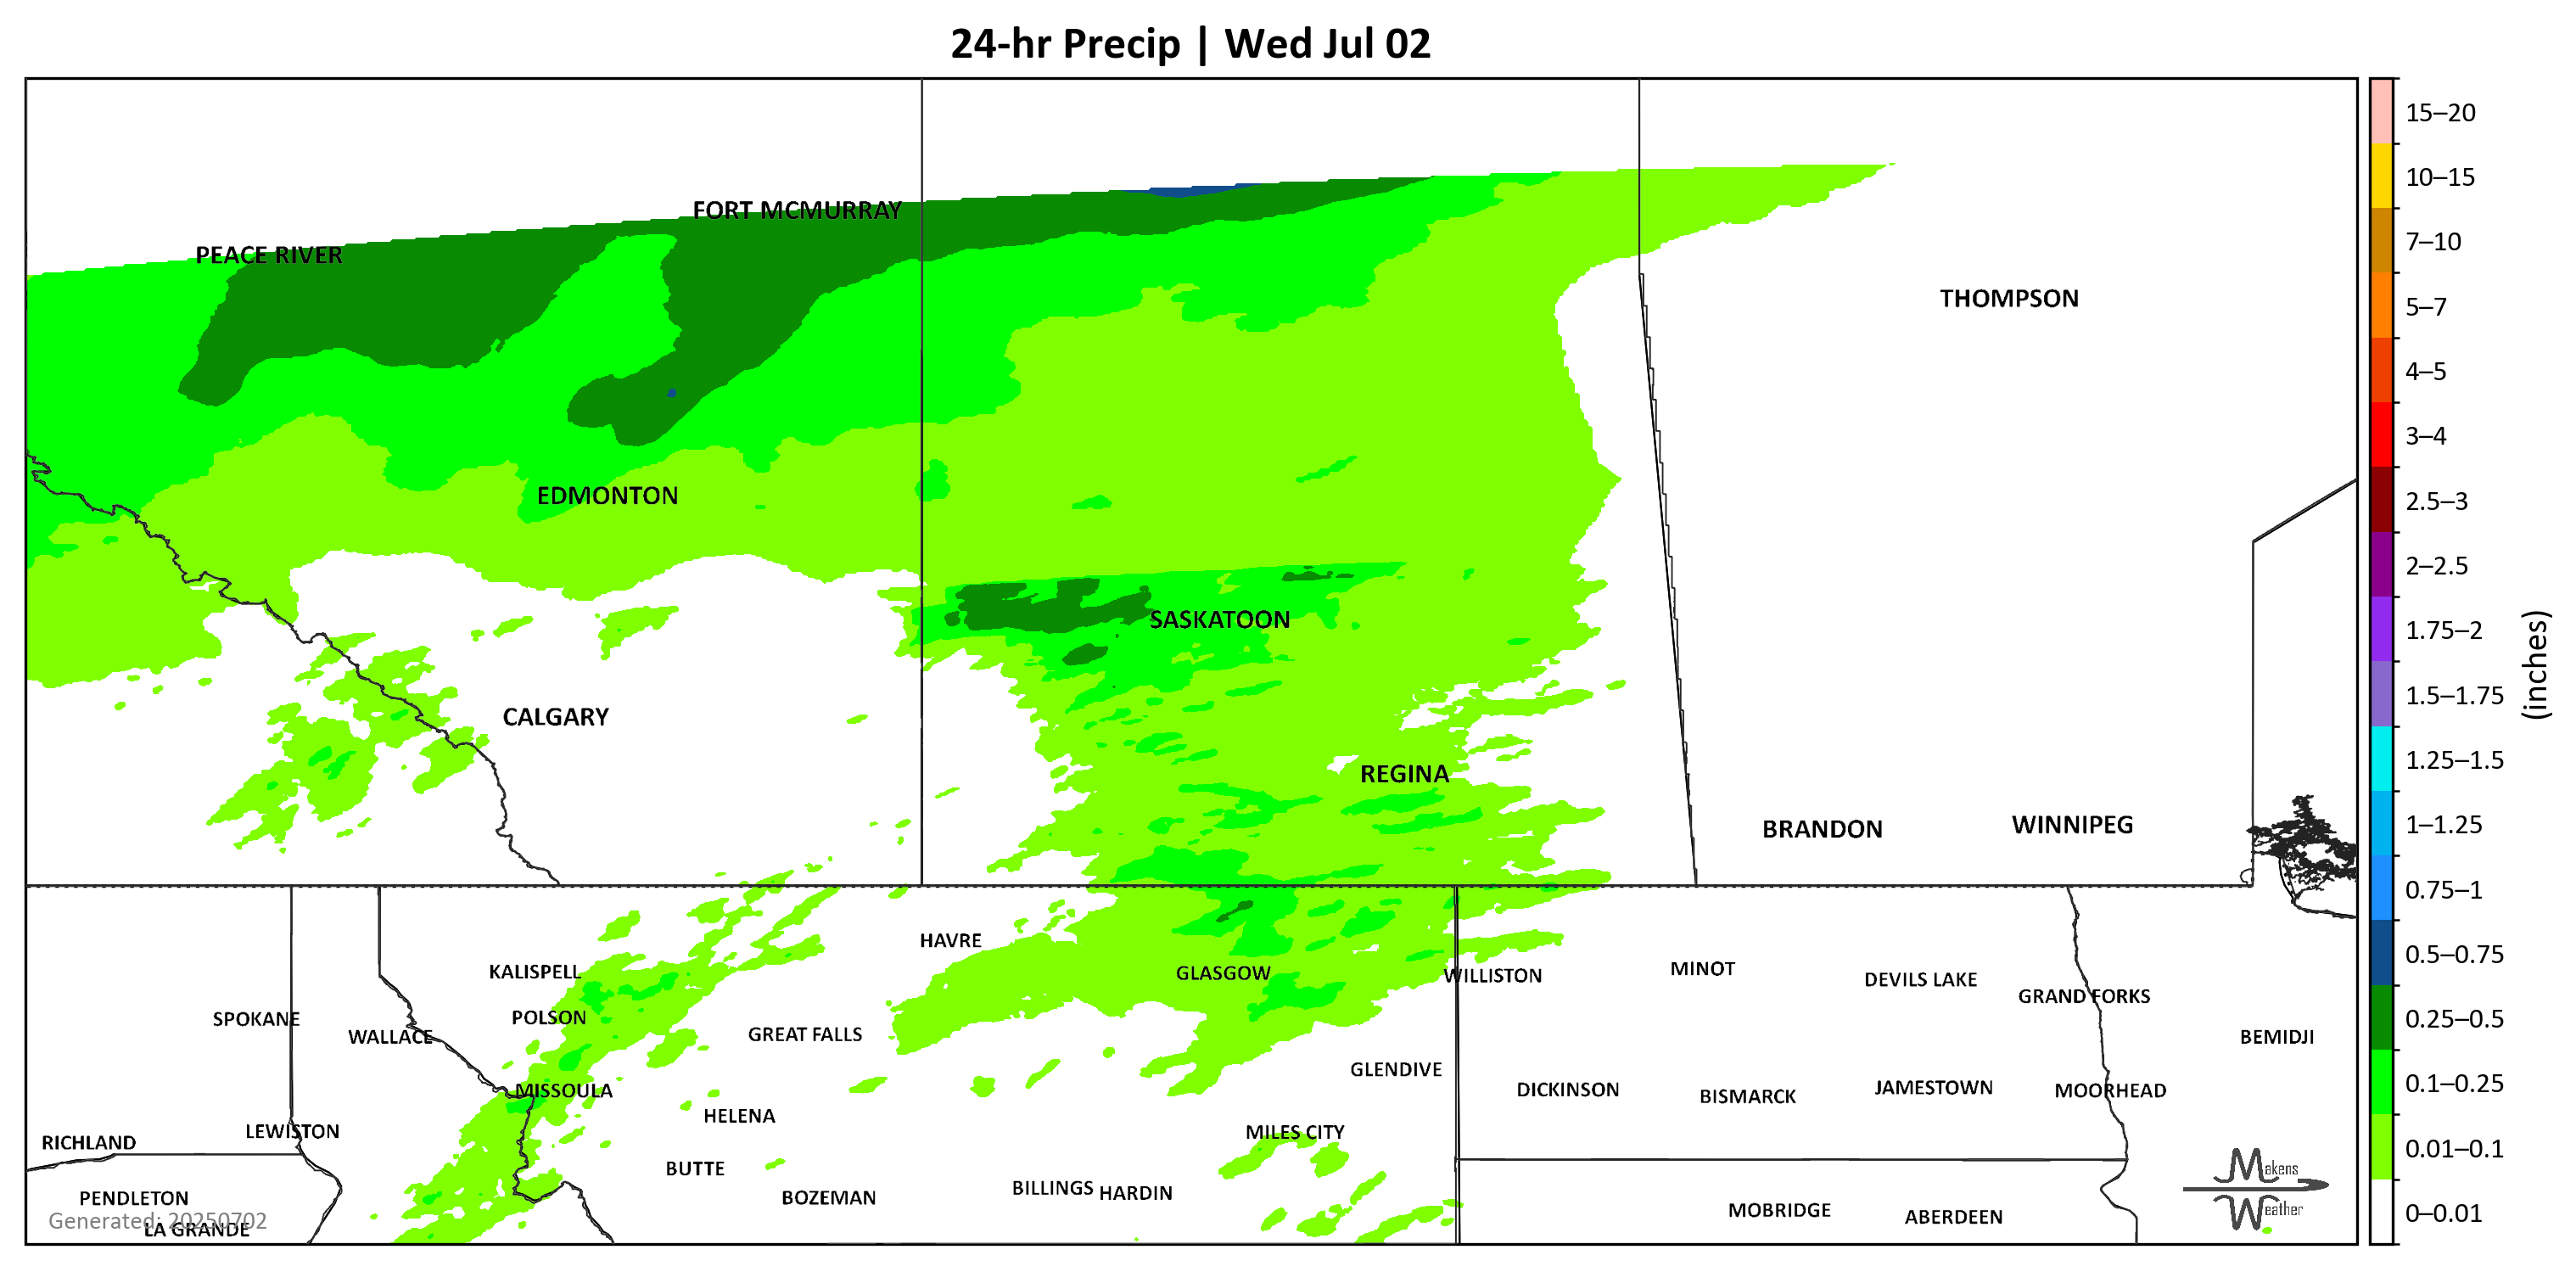 24-hr Precip | Wed Jul 02
15–20
10–15
7–10
5–7
4–5
3–4
2.5–3
2–2.5
1.75–2
1.5–1.75
1.25–1.5
1–1.25
0.75–1
0.5–0.75
0.25–0.5
0.1–0.25
0.01–0.1
0–0.01
(inches)
FORT MCMURRAY
PEACE RIVER
THOMPSON
EDMONTON
SASKATOON
CALGARY
REGINA
BRANDON
WINNIPEG
HAVRE
KALISPELL
GLASGOW
WILLISTON
MINOT
DEVILS LAKE
GRAND FORKS
SPOKANE
WALLACE
POLSON
GREAT FALLS
BEMIDJI
GLENDIVE
MISSOULA
DICKINSON
BISMARCK
JAMESTOWN
MOORHEAD
HELENA
RICHLAND
LEWISTON
MILES CITY
BUTTE
PENDLETON
BOZEMAN
BILLINGS
HARDIN
MOBRIDGE
ABERDEEN
Generated: 20250702
LA GRANDE
Makens
Weather